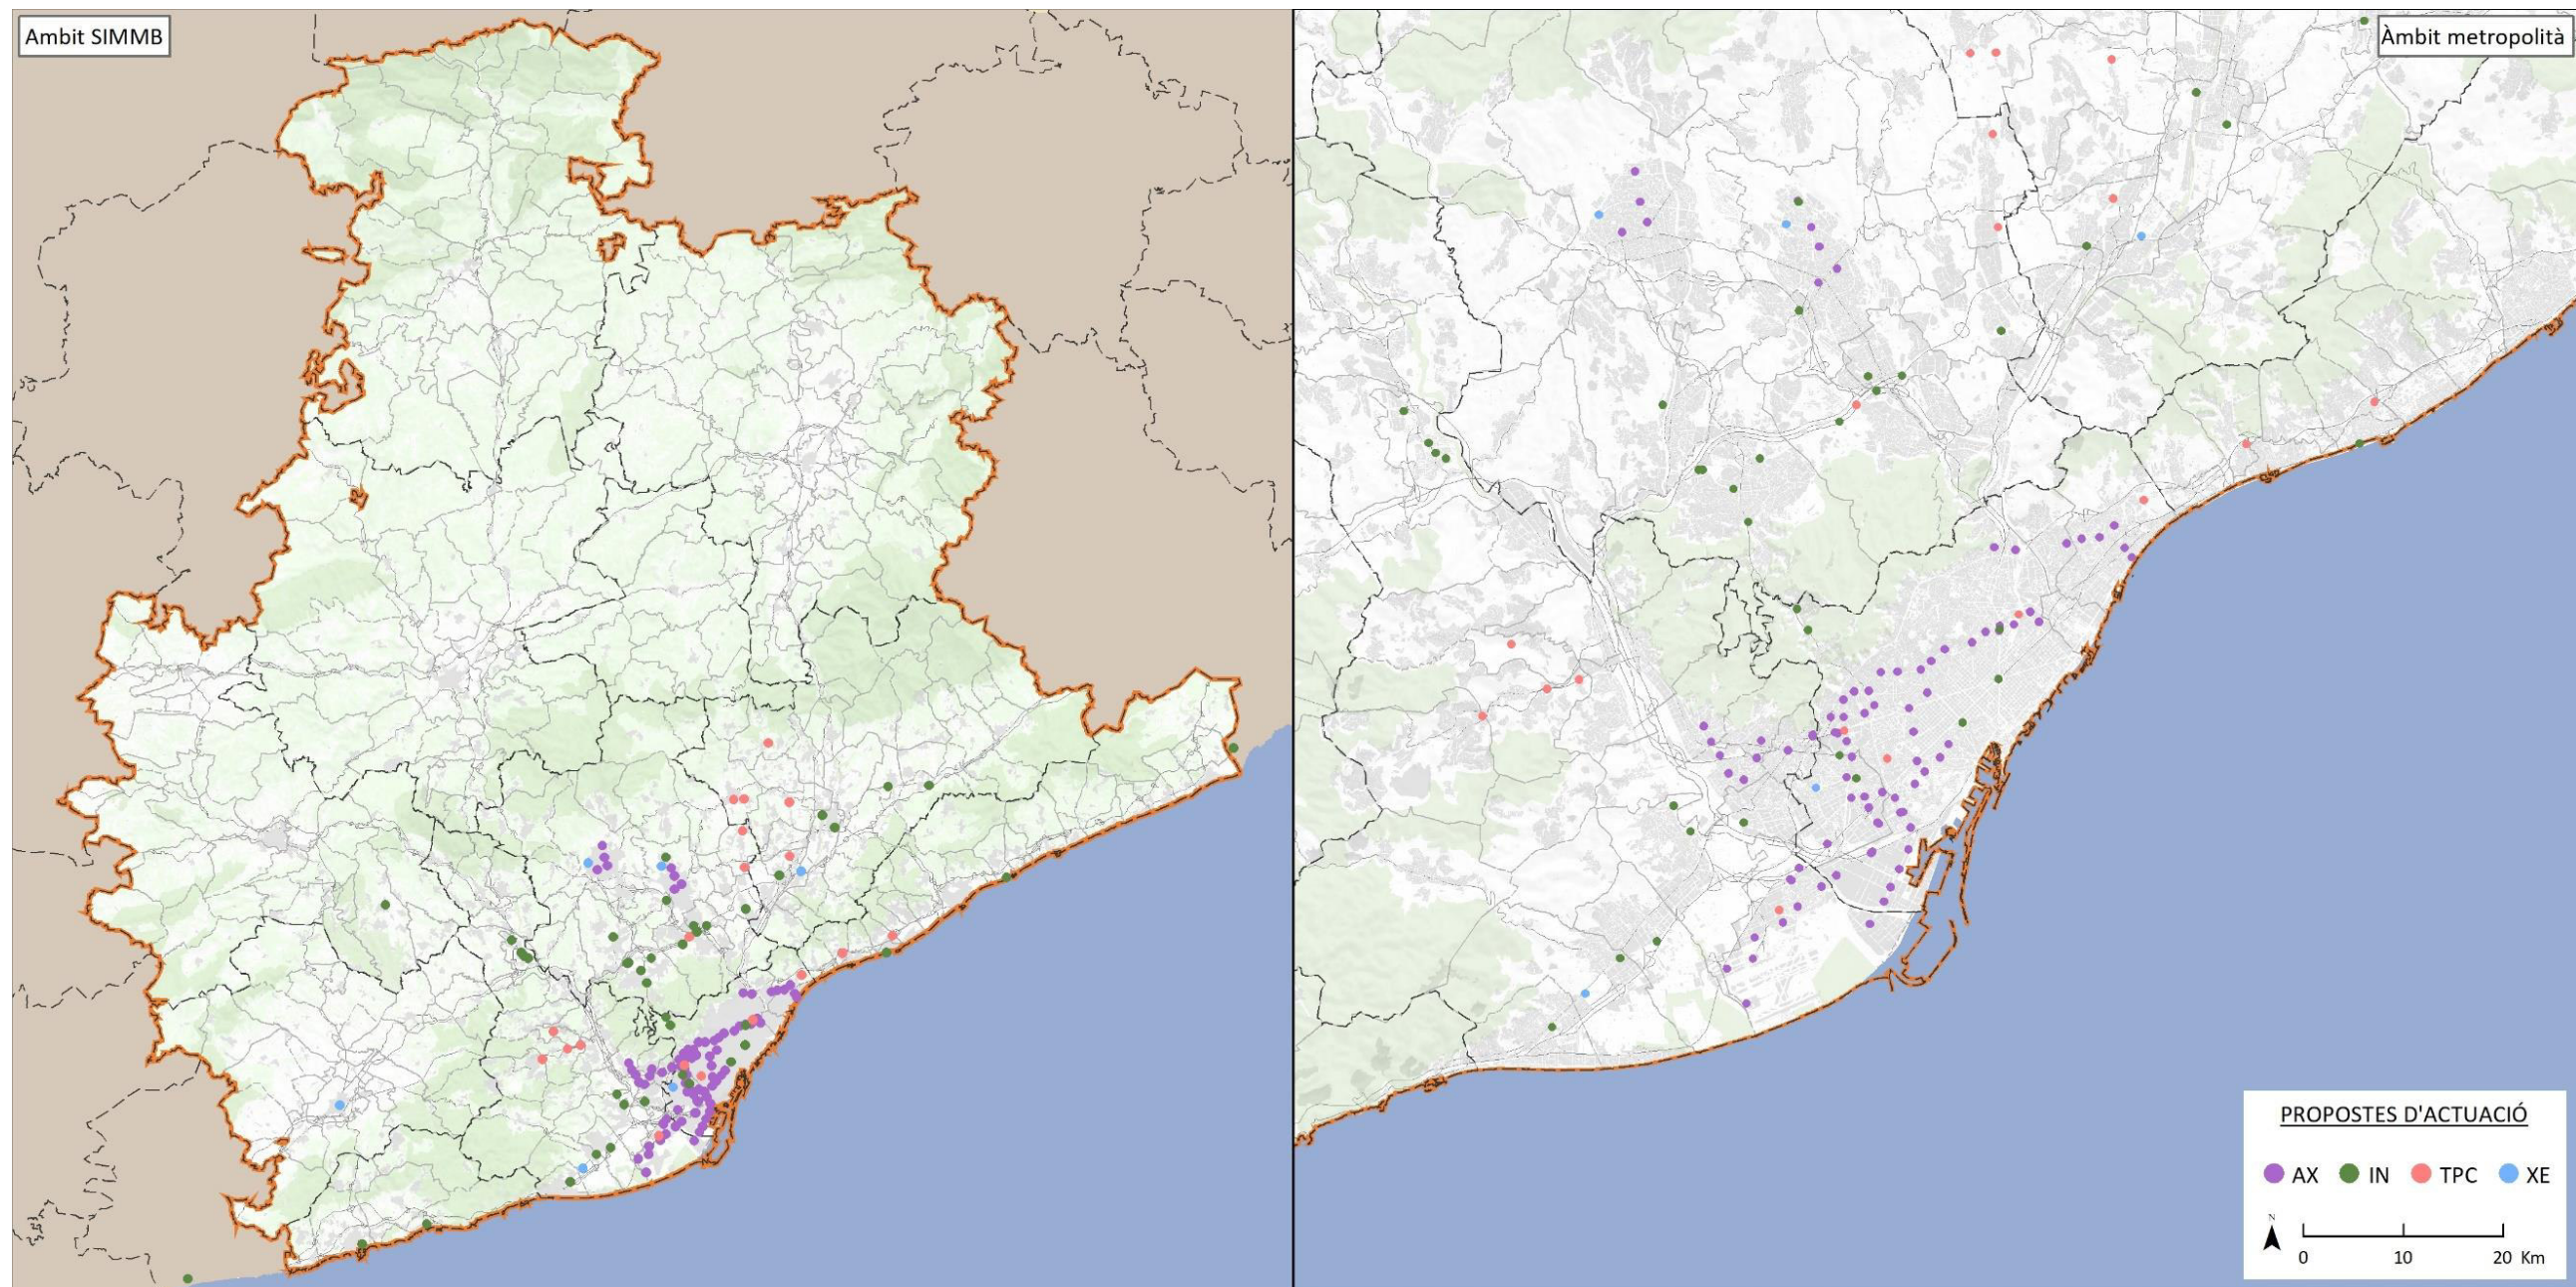 Ambit SIMMB
Àmbit metropolità
PROPOSTES D'ACTUACIÓ
AX IN TPC XE
N
0 10 20 Km